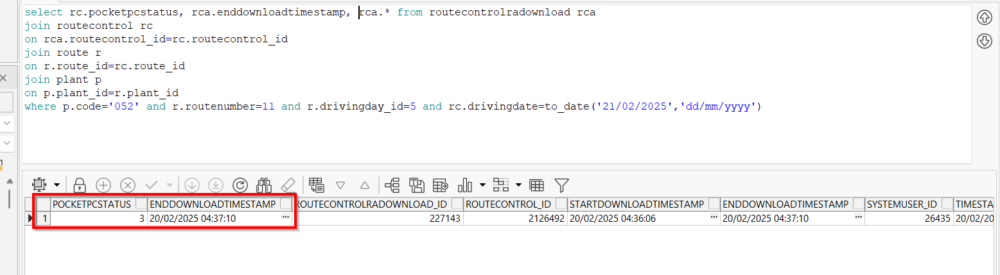 select rc.pocketpcstatus, rca.enddownloadtimestamp, rca.* from routecontrolradownload rca
join routecontrol rc
on rca.routecontrol_id=rc.routecontrol_id
join route r
on r.route_id=rc.route_id
join plant p
on p.plant_id=r.plant_id
where p.code='052' and r.routenumber=11 and r.drivingday_id=5 and rc.drivingdate=to_date('21/02/2025','dd/mm/yyyy')
POCKETPCSTATUS ENDDOWNLOADTIMESTAMP ROUTECONTROLRADOWNLOAD_ID ROUTECONTROL_ID STARTDOWNLOADTIMESTAMP ENDDOWNLOADTIMESTAMP SYSTEMUSER_ID TIMESTA
1 3 20/02/2025 04:37:10 ... 227143 2126492 20/02/2025 04:36:06 ... 20/02/2025 04:37:10 ... 26435 20/02/20